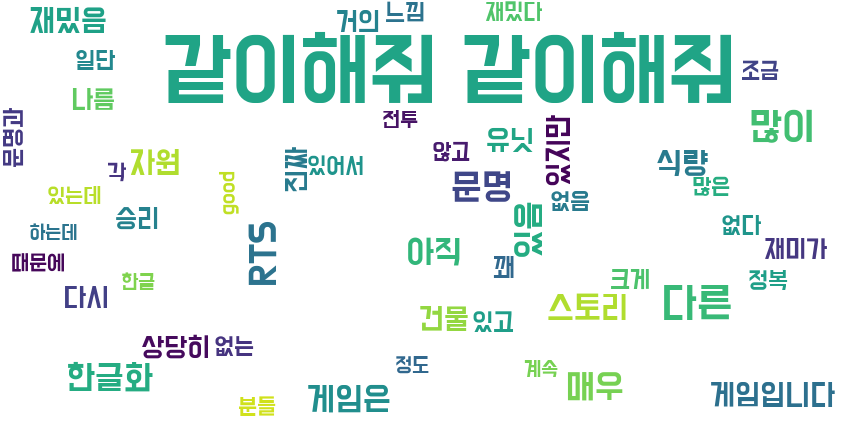 재밌음
거의
느낌
재밌다
같이해줘 같이해줘
일단
조금
나름
문명과
전투
많이
유닛
있지만
않고
각
자원
진짜
있어서
식량
많은
문명
good
있는데
없음
승리
있음
없다
하는데
RTS
아직
재미가
때문에
꽤
한글
크게
정복
다시
스토리
다른
건물
있고
상당히
없는
한글화
정도
계속
매우
게임은
게임입니다
분들